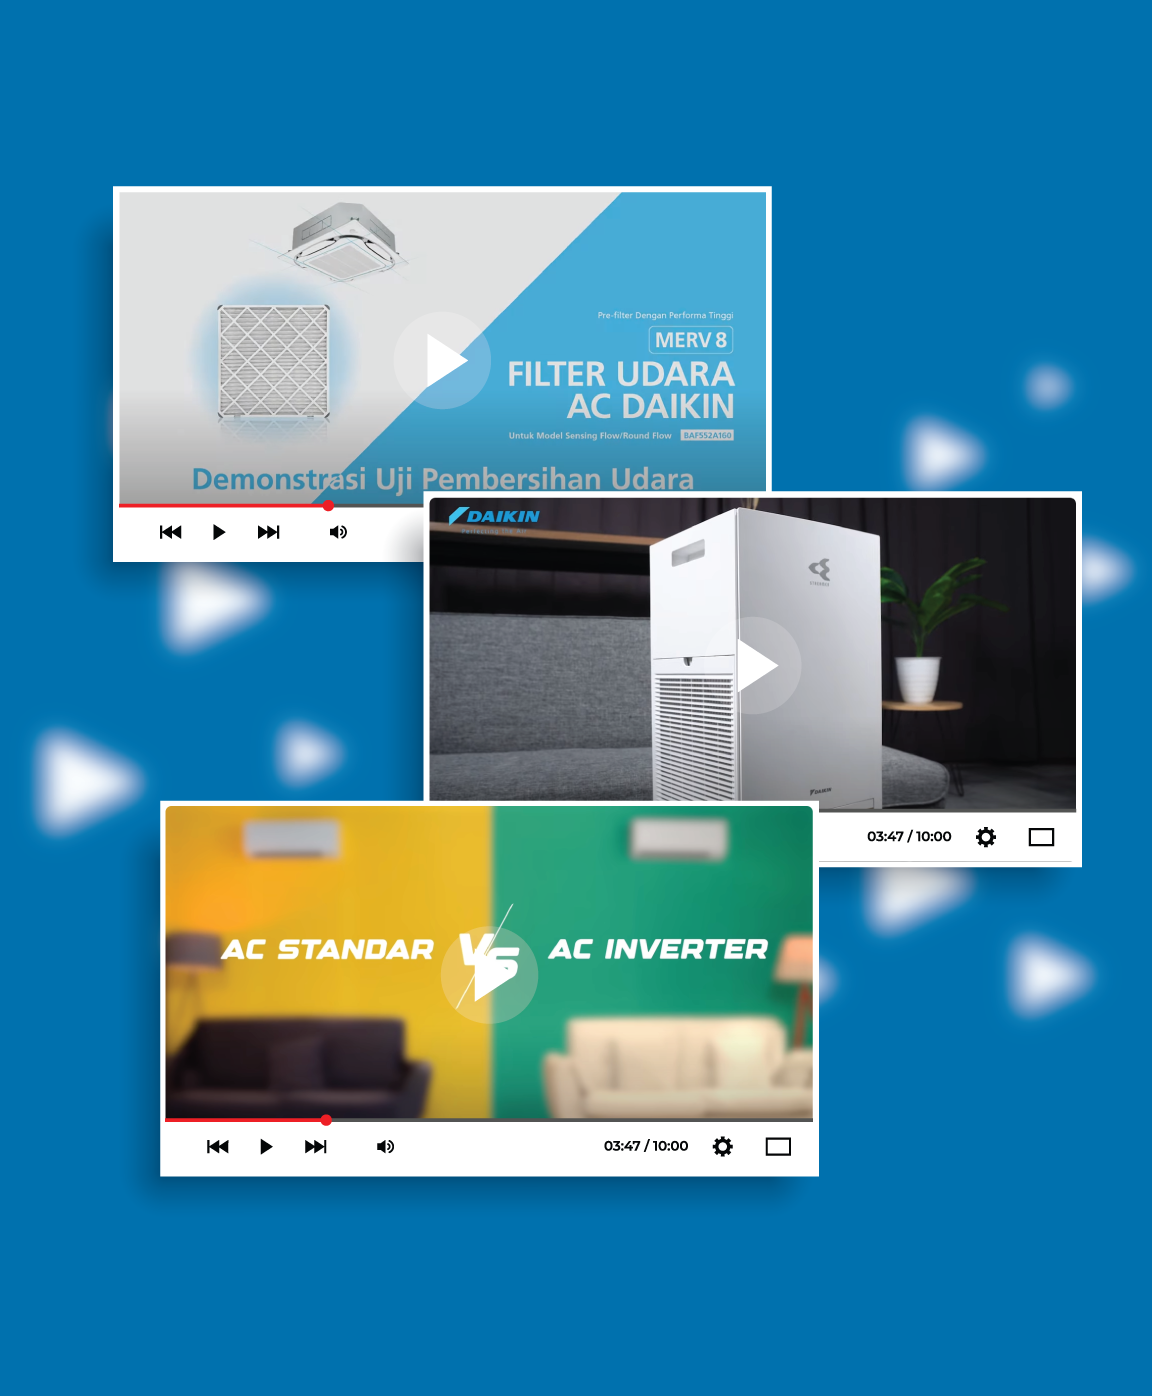 Pre-filter Dengan Performa Tinggi
MERV 8
FILTER UDARA
AC DAIKIN
Untuk Model Sensing Flow/Round Flow BAF552A160
Demonstrasi Uji Pembersihan Udara
DAIKIN
DAIKIN
03:47 / 10:00
AC STANDAR VS AC INVERTER
03:47 / 10:00